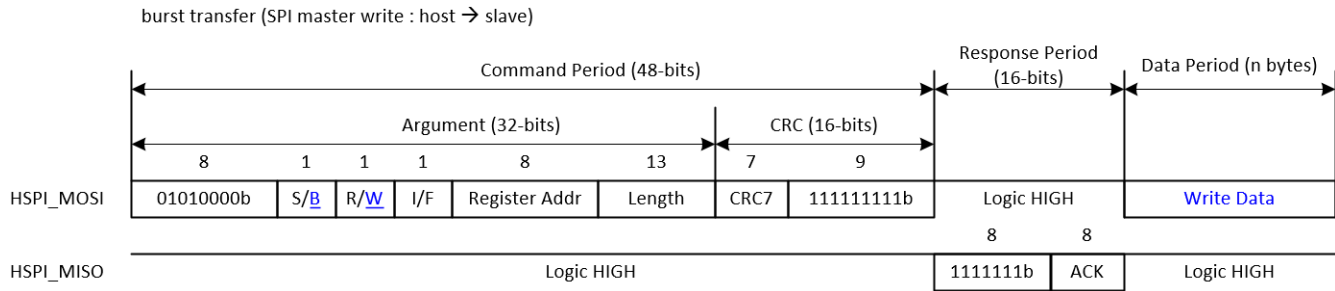 burst transfer (SPI master write : host → slave)
Command Period (48-bits)
Response Period
(16-bits)
Data Period (n bytes)
Argument (32-bits)
CRC (16-bits)
8 1 1 1 8 13 7 9
HSPI_MOSI 01010000b S/B R/W I/F Register Addr Length CRC7 111111111b Logic HIGH Write Data
8 8
HSPI_MISO Logic HIGH 1111111b ACK Logic HIGH